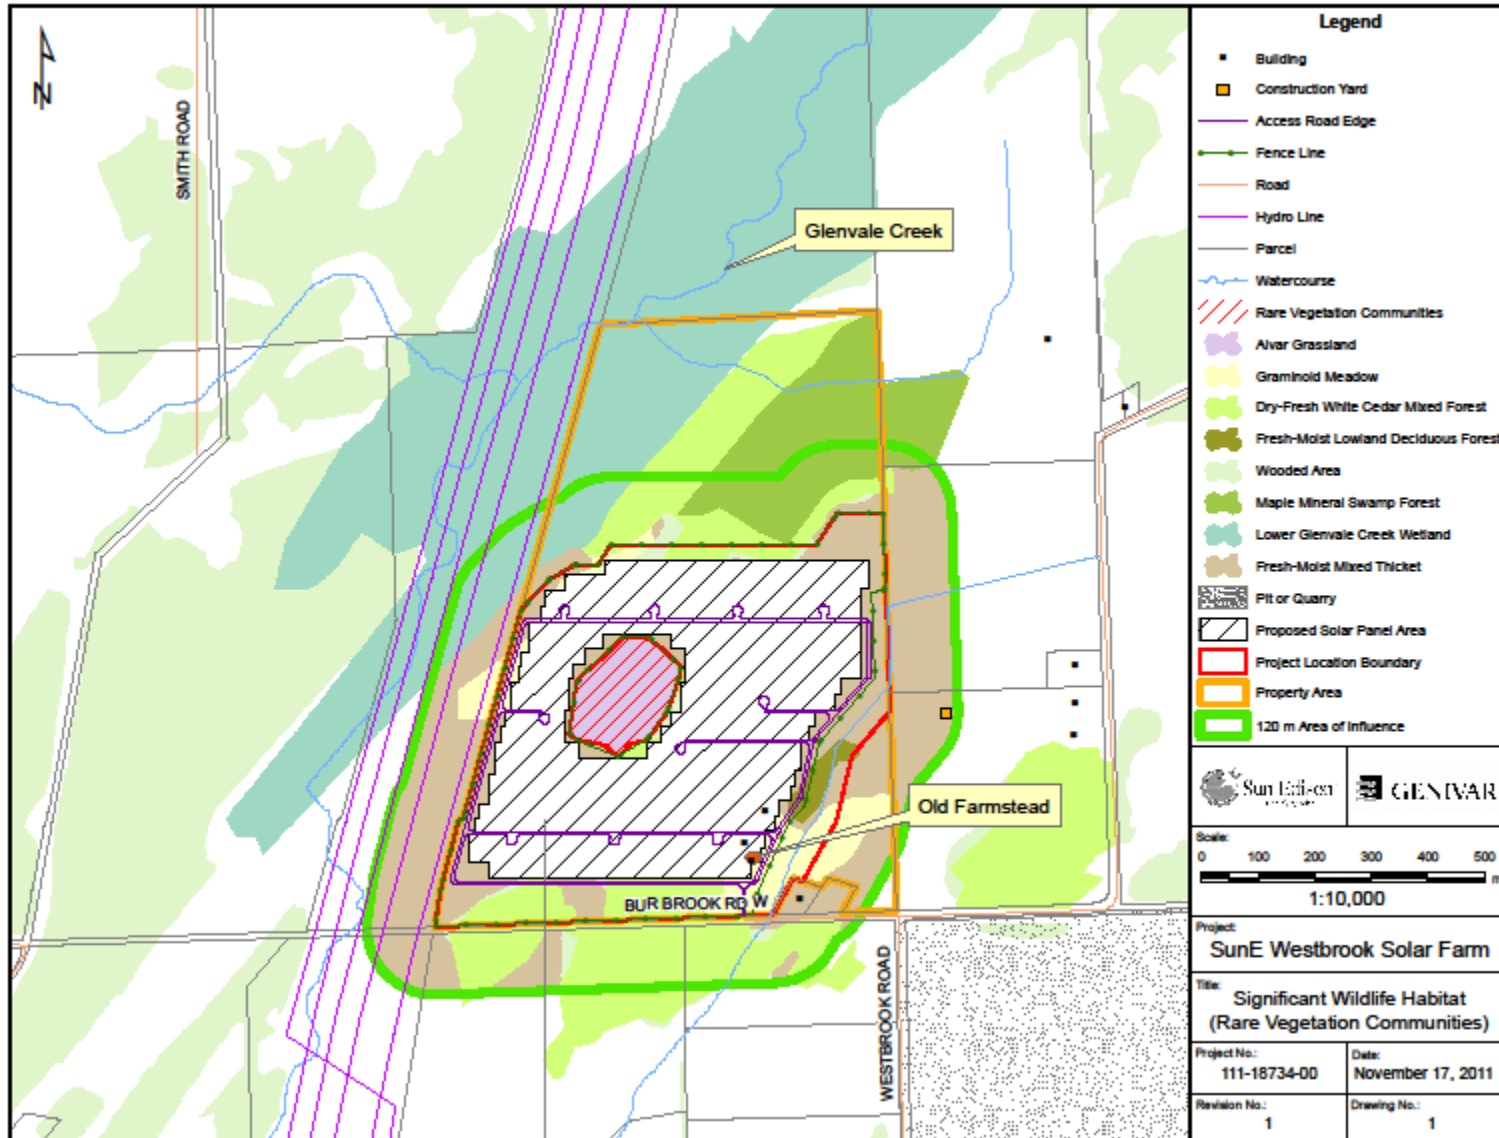 N
SMITH ROAD
Glenvale Creek
Old Farmstead
BUR BROOK RD W
WESTBROOK ROAD
Legend
Building
Construction Yard
Access Road Edge
Fence Line
Road
Hydro Line
Parcel
Watercourse
Rare Vegetation Communities
Alvar Grassland
Graminoid Meadow
Dry-Fresh White Cedar Mixed Forest
Fresh-Moist Lowland Deciduous Forest
Wooded Area
Maple Mineral Swamp Forest
Lower Glenvale Creek Wetland
Fresh-Moist Mixed Thicket
Pit or Quarry
Proposed Solar Panel Area
Project Location Boundary
Property Area
120 m Area of Influence
Sun Edison
GENIVAR
Scale:
0 100 200 300 400 500
m
1:10,000
Project:
SunE Westbrook Solar Farm
Title:
Significant Wildlife Habitat
(Rare Vegetation Communities)
Project No.:
111-18734-00
Date:
November 17, 2011
Revision No.:
1
Drawing No.:
1